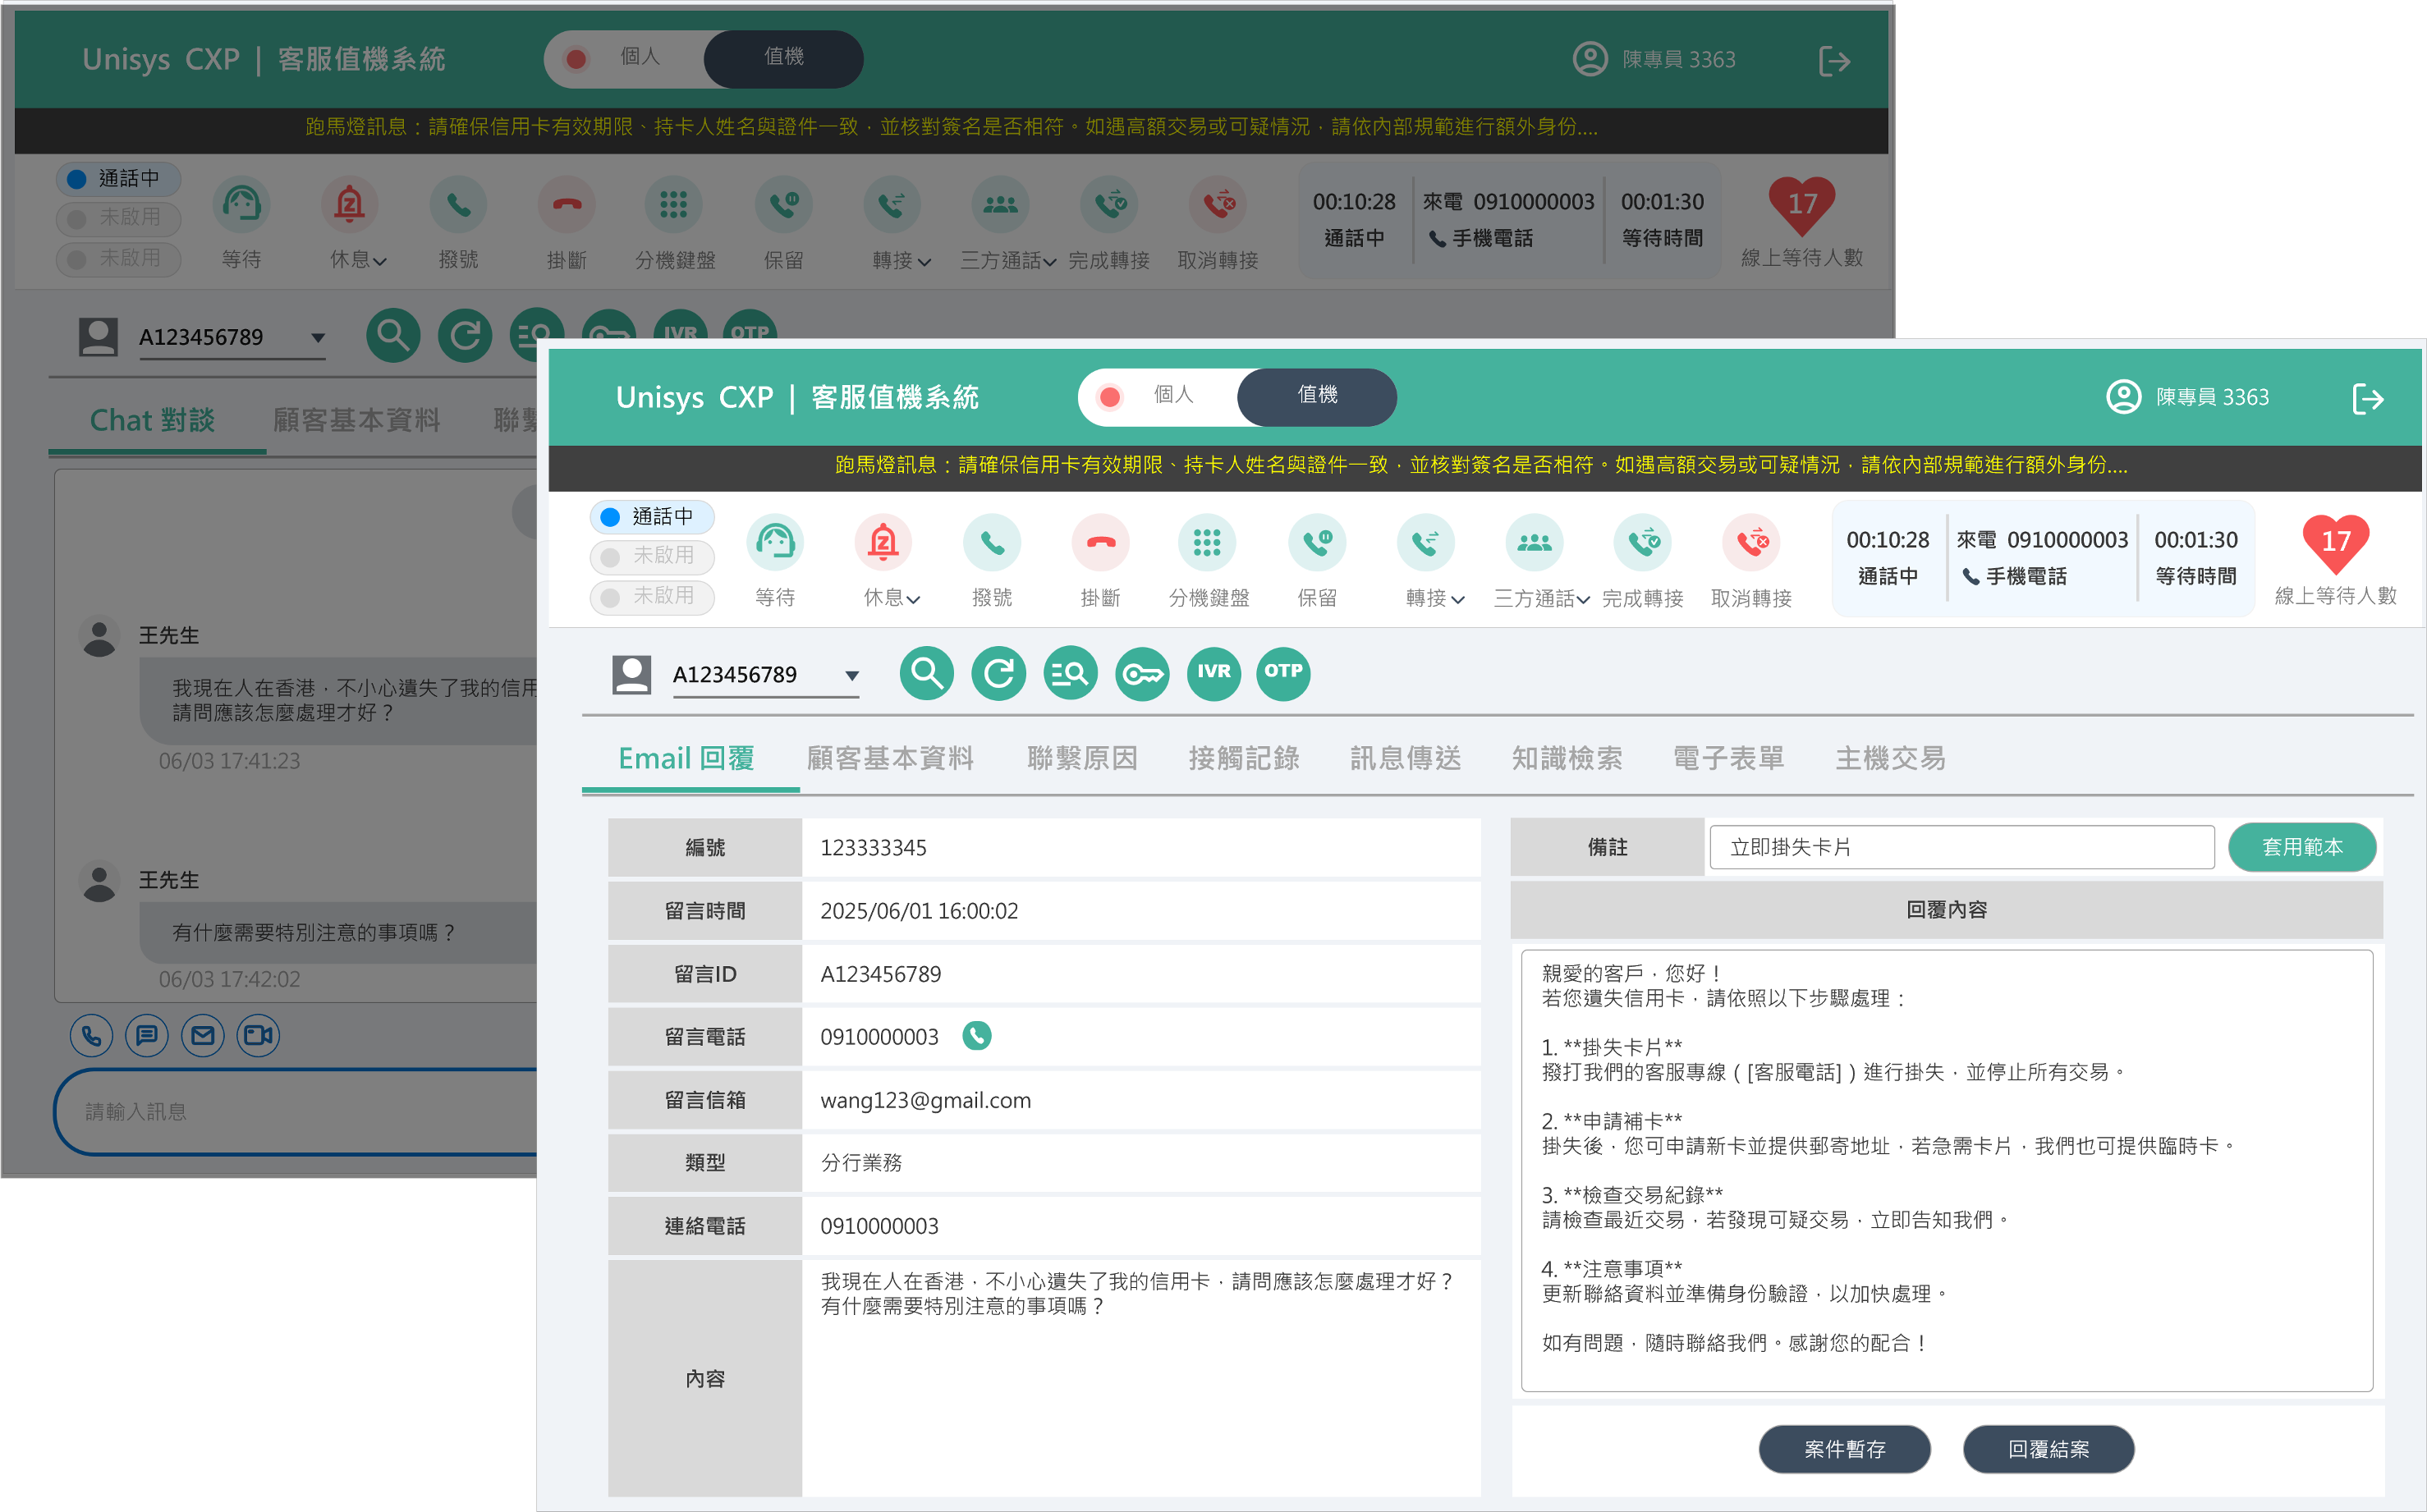 Unisys CXP | 客服值機系統
個人
值機
陳專員 3363
跑馬燈訊息：請確保信用卡有效期限、持卡人姓名與證件一致，並核對簽名是否相符。如遇高額交易或可疑情況，請依內部規範進行額外身份....
通話中
未啟用
未啟用
等待
休息
撥號
掛斷
分機鍵盤
保留
轉接
三方通話
完成轉接
取消轉接
00:10:28
通話中
來電 0910000003
手機電話
00:01:30
等待時間
17
線上等待人數
A123456789
IVR
OTP
Chat 對談
顧客基本資料
聯繫
王先生
我現在人在香港，不小心遺失了我的信用
請問應該怎麼處理才好？
06/03 17:41:23
王先生
有什麼需要特別注意的事項嗎？
06/03 17:42:02
請輸入訊息
Unisys CXP | 客服值機系統
個人
值機
陳專員 3363
跑馬燈訊息：請確保信用卡有效期限、持卡人姓名與證件一致，並核對簽名是否相符。如遇高額交易或可疑情況，請依內部規範進行額外身份....
通話中
未啟用
未啟用
等待
休息
撥號
掛斷
分機鍵盤
保留
轉接
三方通話
完成轉接
取消轉接
00:10:28
通話中
來電 0910000003
手機電話
00:01:30
等待時間
17
線上等待人數
A123456789
IVR
OTP
Email 回覆
顧客基本資料
聯繫原因
接觸記錄
訊息傳送
知識檢索
電子表單
主機交易
編號 123333345
留言時間 2025/06/01 16:00:02
留言ID A123456789
留言電話 0910000003
留言信箱 wang123@gmail.com
類型 分行業務
連絡電話 0910000003
內容
我現在人在香港，不小心遺失了我的信用卡，請問應該怎麼處理才好？
有什麼需要特別注意的事項嗎？
備註 立即掛失卡片 套用範本
回覆內容
親愛的客戶，您好！
若您遺失信用卡，請依照以下步驟處理：
1. **掛失卡片**
撥打我們的客服專線（[客服電話]）進行掛失，並停止所有交易。
2. **申請補卡**
掛失後，您可申請新卡並提供郵寄地址，若急需卡片，我們也可提供臨時卡。
3. **檢查交易紀錄**
請檢查最近交易，若發現可疑交易，立即告知我們。
4. **注意事項**
更新聯絡資料並準備身份驗證，以加快處理。
如有問題，隨時聯絡我們。感謝您的配合！
案件暫存
回覆結案